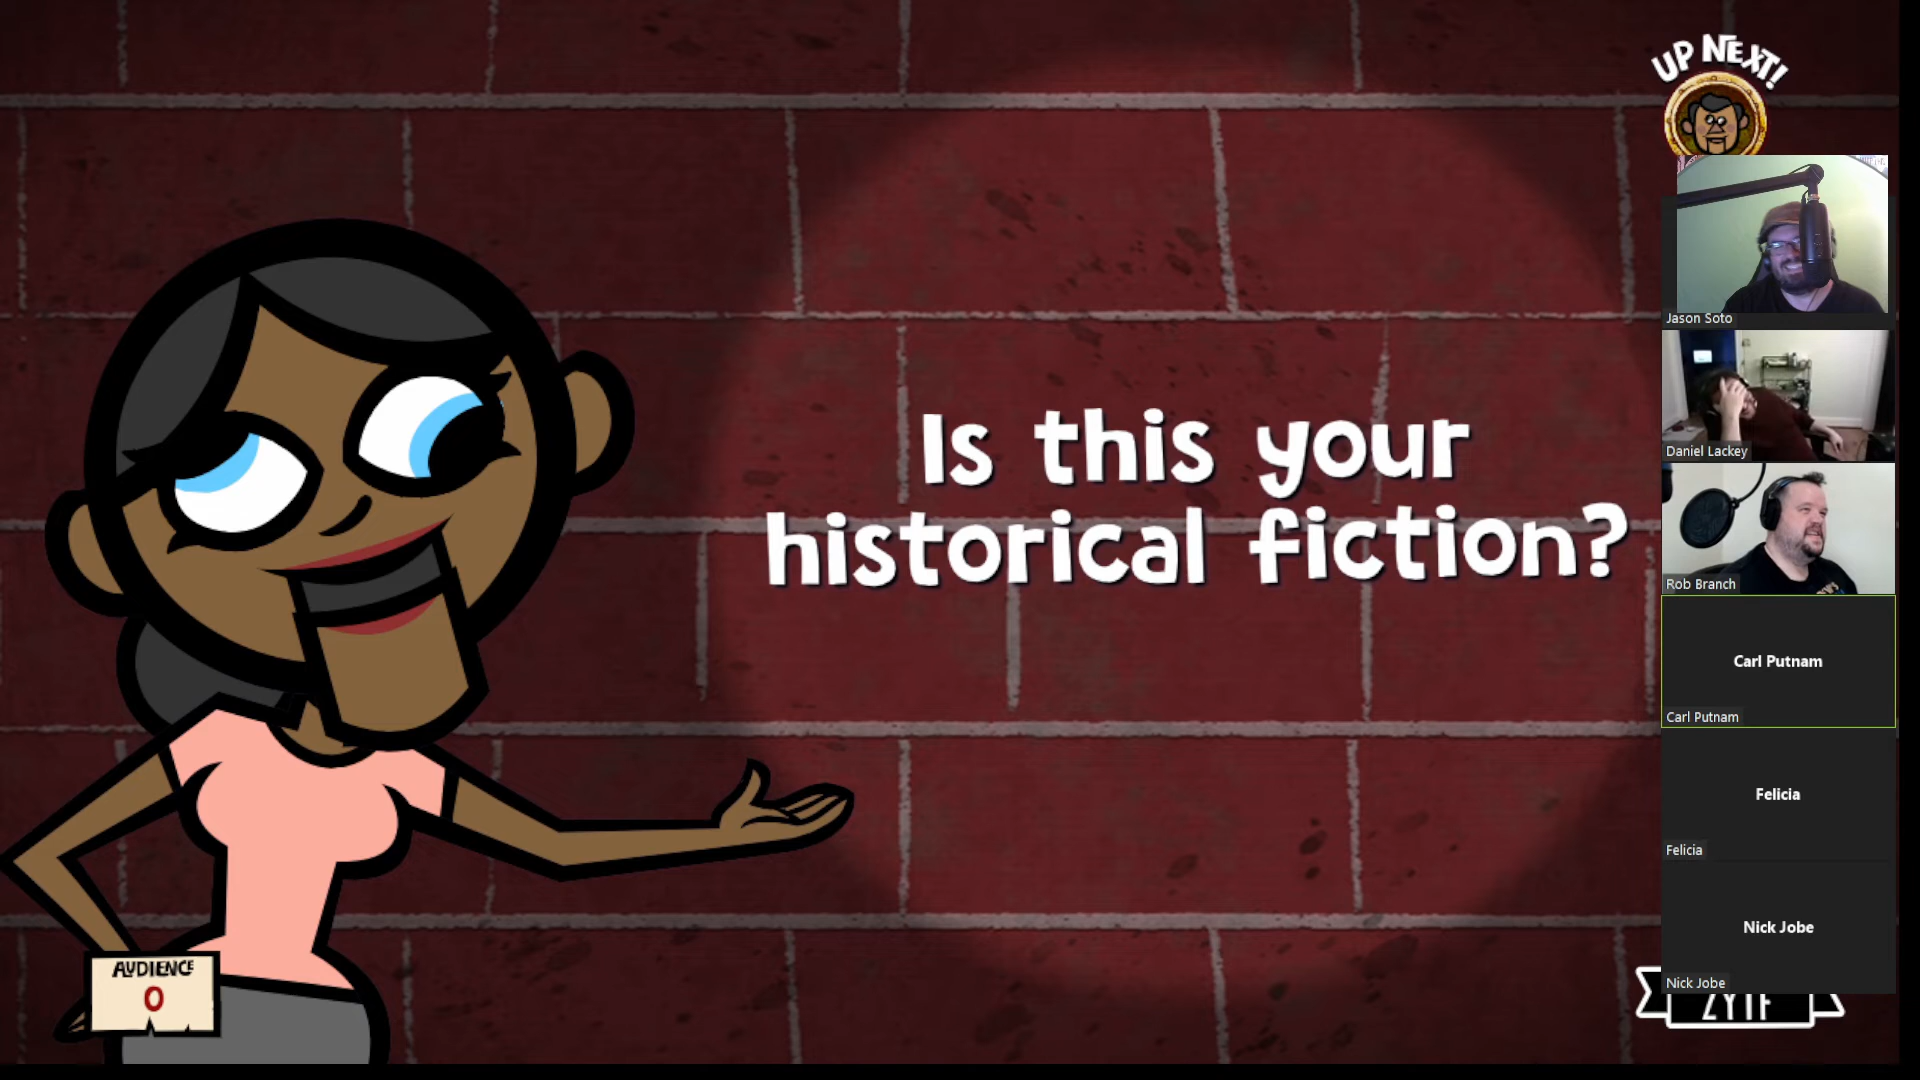 UP NEXT!
Is this your
historical fiction?
Jason Soto
Daniel Lackey
Rob Branch
Carl Putnam
Carl Putnam
Felicia
Felicia
Nick Jobe
Nick Jobe
AUDIENCE
0